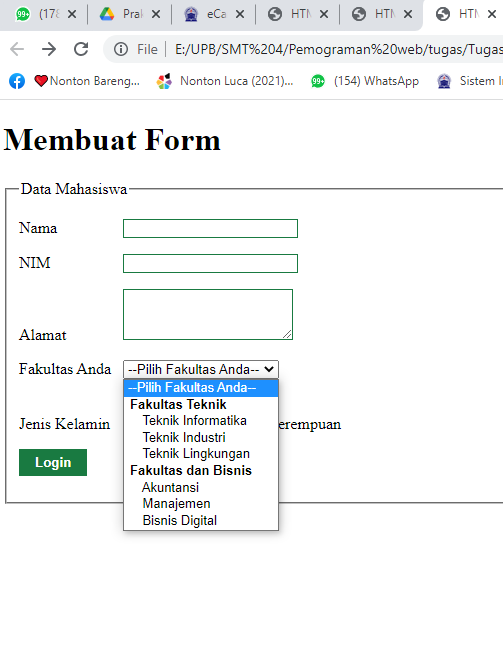 (178
Prak
eCa
HTM
HTM
HTM
File | E:/UPB/SMT%204/Pemograman%20web/tugas/Tugas
Nonton Bareng... Nonton Luca (2021)... (154) WhatsApp Sistem I
Membuat Form
Data Mahasiswa
Nama
NIM
Alamat
Fakultas Anda --Pilih Fakultas Anda--
--Pilih Fakultas Anda--
Fakultas Teknik
Teknik Informatika
Jenis Kelamin erempuan
Teknik Industri
Teknik Lingkungan
Login
Fakultas dan Bisnis
Akuntansi
Manajemen
Bisnis Digital